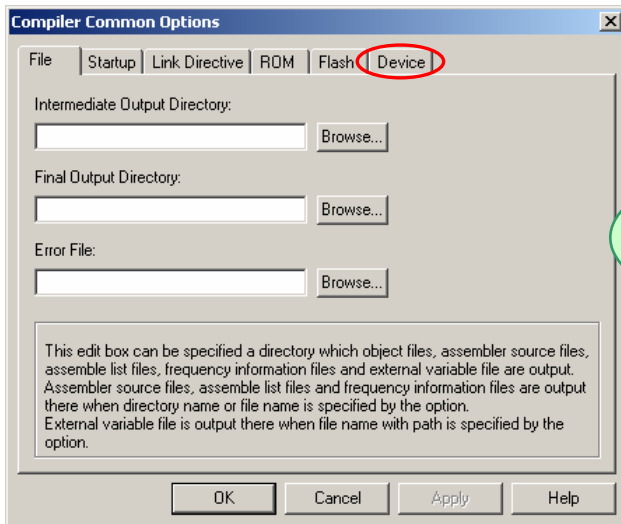 Compiler Common Options
File Startup Link Directive ROM Flash Device
Intermediate Output Directory:
Browse...
Final Output Directory:
Browse...
Error File:
Browse...
This edit box can be specified a directory which object files, assembler source files,
assemble list files, frequency information files and external variable file are output.
Assembler source files, assemble list files and frequency information files are output
there when directory name or file name is specified by the option.
External variable file is output there when file name with path is specified by the
option.
OK Cancel Apply Help